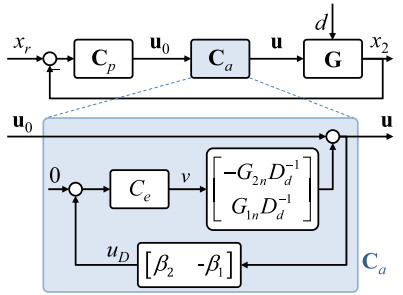 d
x_r − C_p u_0 C_a u G x_2
u_0 u
0 C_e v [−G_{2n}D_d^{-1}
G_{1n}D_d^{-1}]
u_D [β_2 -β_1] C_a